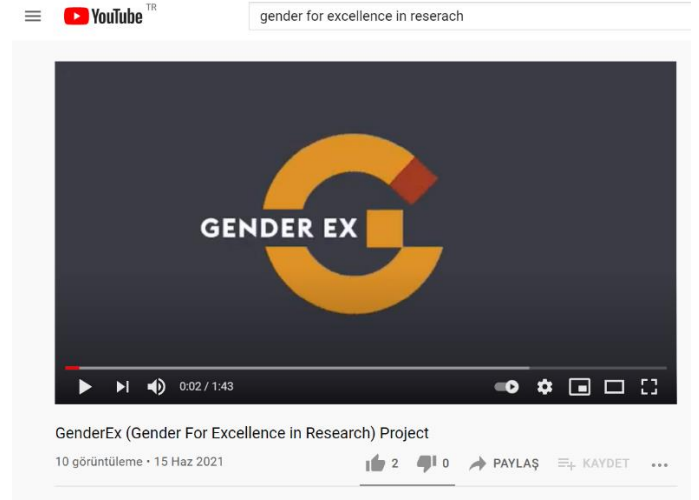 YouTube TR
gender for excellence in reserach
GENDER EX
0:02 / 1:43
GenderEx (Gender For Excellence in Research) Project
10 görüntüleme • 15 Haz 2021
2
0
PAYLAŞ
KAYDET